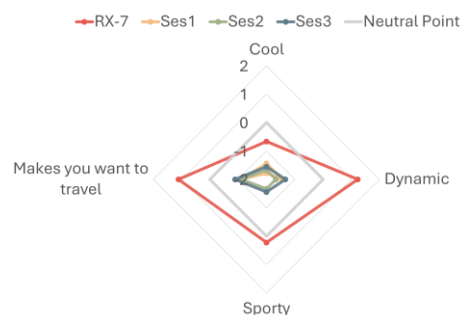 RX-7 Ses1 Ses2 Ses3 Neutral Point
Cool
2
1
0
-1
-2
Makes you want to
travel
Dynamic
Sporty